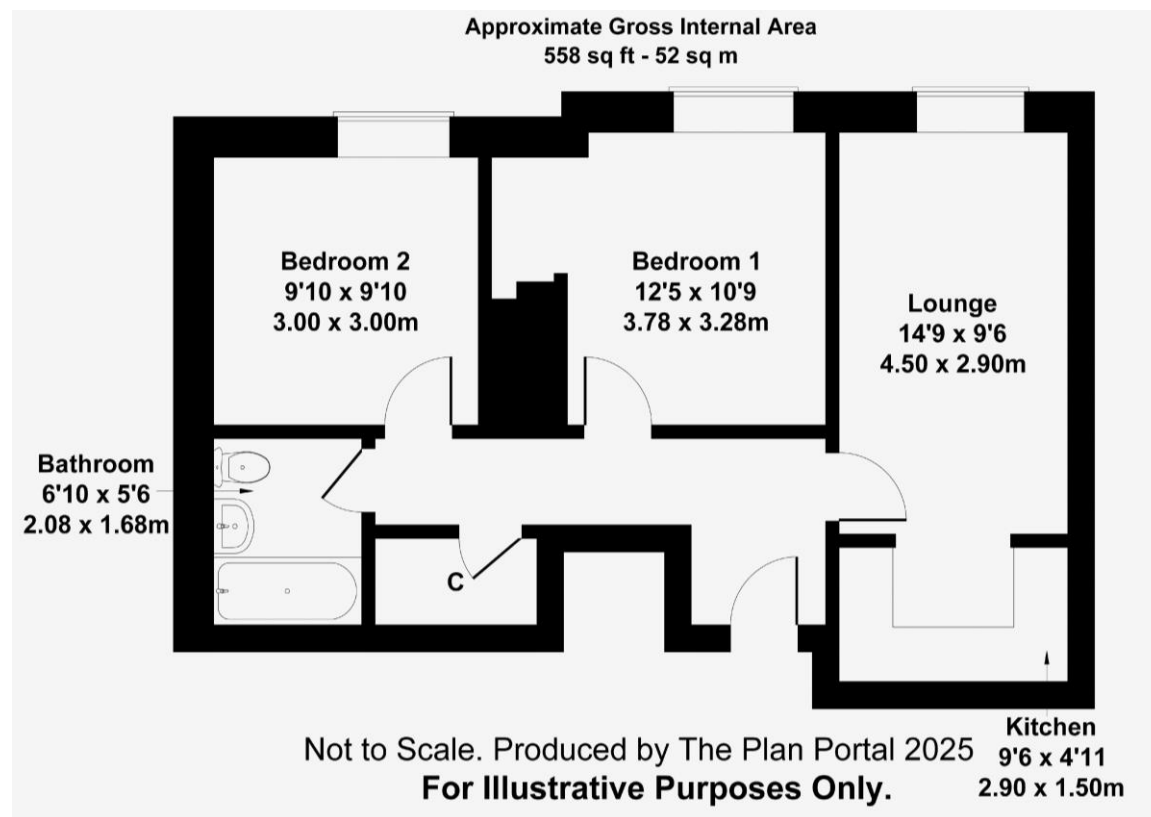 Approximate Gross Internal Area
558 sq ft - 52 sq m
Bedroom 2
9'10 x 9'10
3.00 x 3.00m
Bedroom 1
12'5 x 10'9
3.78 x 3.28m
Lounge
14'9 x 9'6
4.50 x 2.90m
Bathroom
6'10 x 5'6
2.08 x 1.68m
C
Kitchen
9'6 x 4'11
2.90 x 1.50m
Not to Scale. Produced by The Plan Portal 2025
For Illustrative Purposes Only.